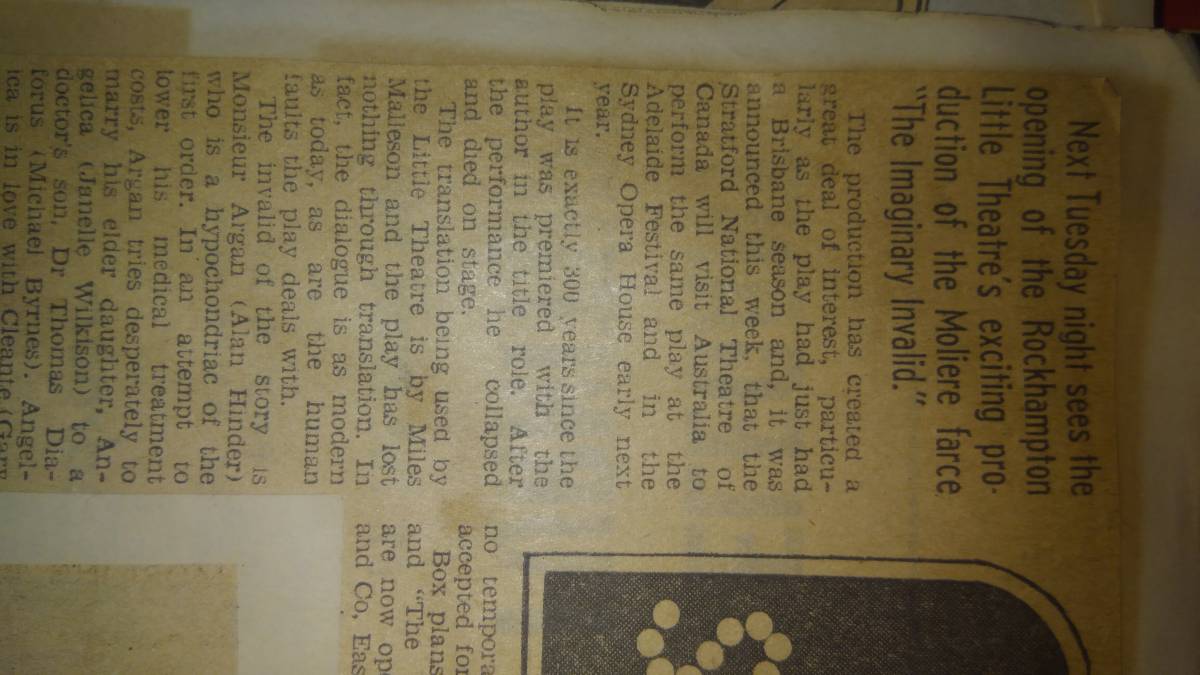 Next Tuesday night sees the
opening of the Rockhampton
Little Theatre's exciting pro-
duction of the Moliere farce
"The Imaginary Invalid."
The production has created a
great deal of interest, particu-
larly as the play had just had
a Brisbane season and, it was
announced this week, that the
Stratford National Theatre of
Canada will visit Australia to
perform the same play at the
Adelaide Festival and in the
Sydney Opera House early next
year.
It is exactly 300 years since the
play was premiered with the
author in the title role. After
the performance he collapsed
and died on stage.
The translation being used by
the Little Theatre is by Miles
Malleson and the play has lost
nothing through translation. In
fact, the dialogue is as modern
as today, as are the human
faults the play deals with.
The invalid of the story is
Monsieur Argan (Alan Hinder)
who is a hypochondriac of the
first order. In an attempt to
lower his medical treatment
costs, Argan tries desperately to
marry his elder daughter, An-
gelica (Janelle Wilkison) to a
doctor's son, Dr Thomas Dia-
forus (Michael Byrnes). Angel-
ica is in love with Cleante (Gary
no tempora
accepted for
Box plans
and "The
are now ope
and Co, Eas